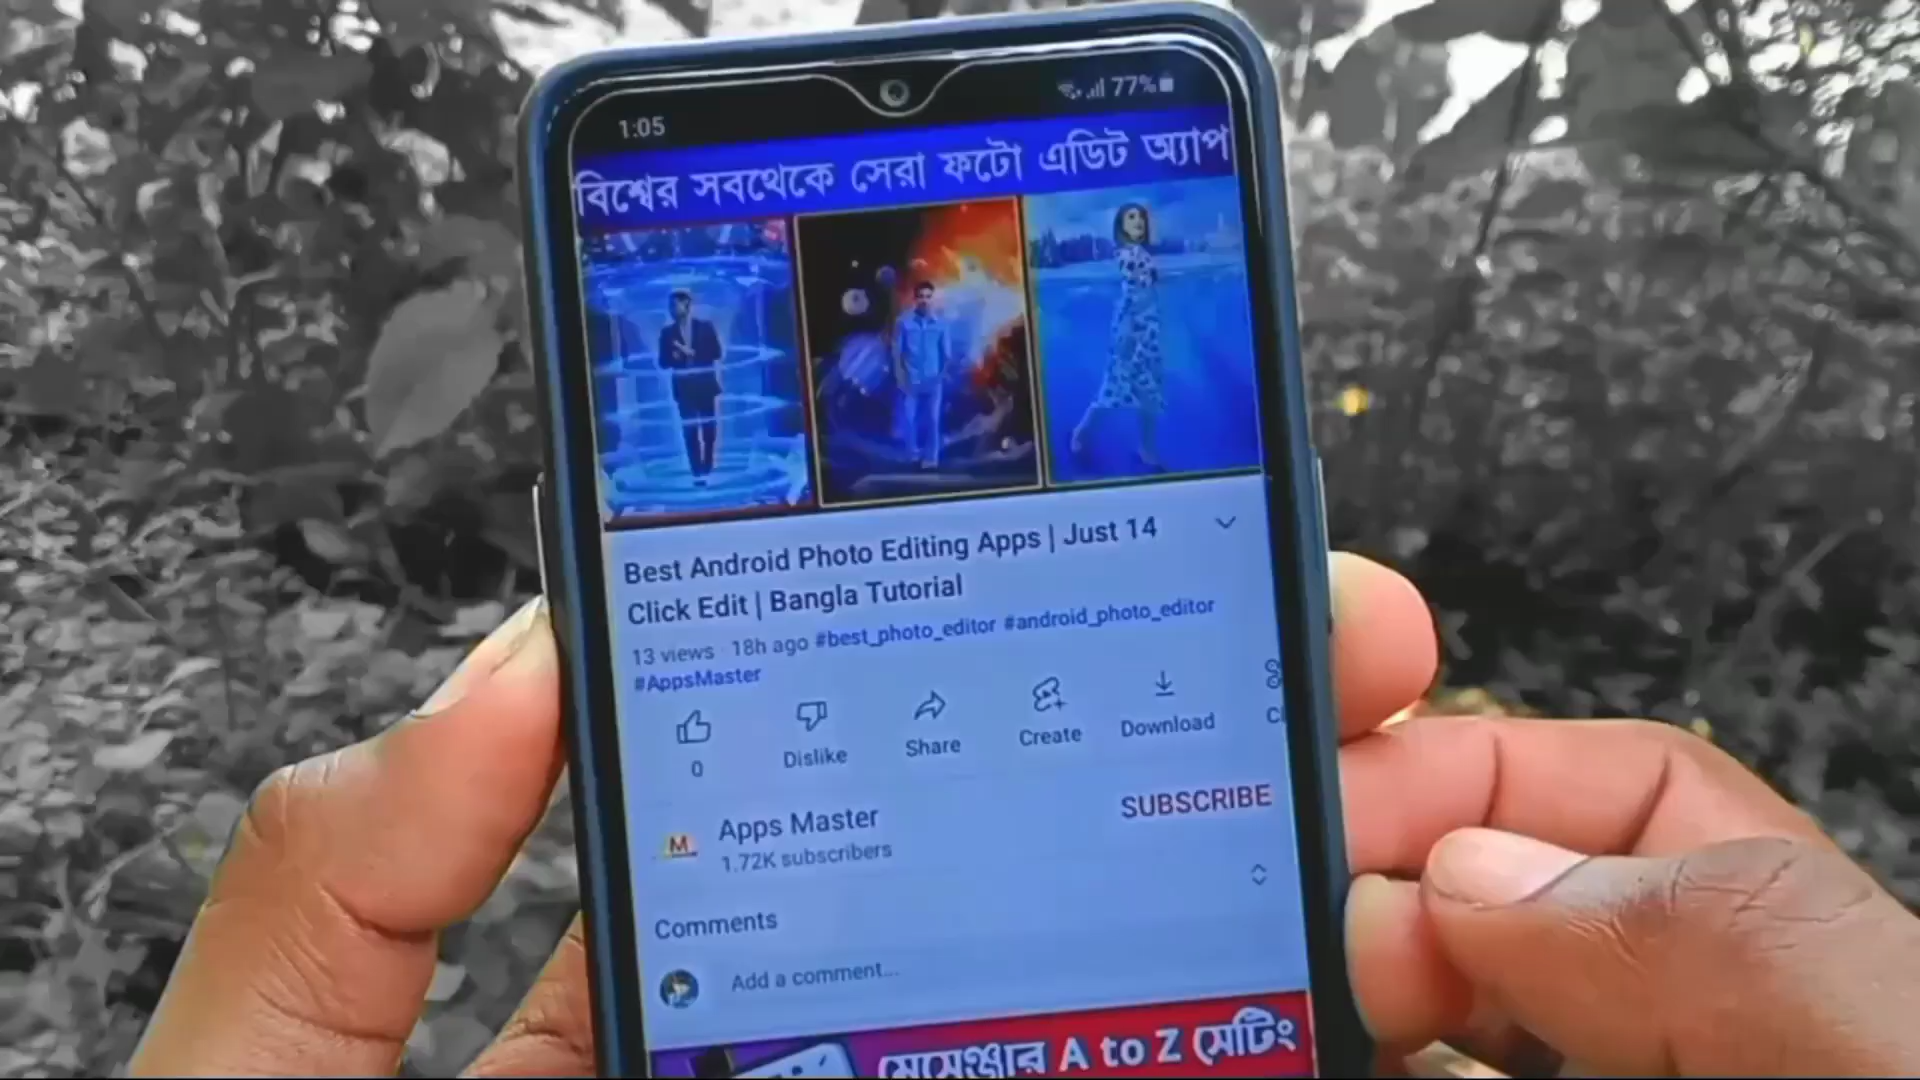 1:05
77%
বিশ্বের সবথেকে সেরা ফটো এডিট অ্যাপ
Best Android Photo Editing Apps | Just 14
Click Edit | Bangla Tutorial
13 views · 18h ago #best_photo_editor #android_photo_editor
#AppsMaster
0
Dislike
Share
Create
Download
M
Apps Master
1.72K subscribers
SUBSCRIBE
Comments
Add a comment...
মেসেঞ্জার A to Z সেটিং